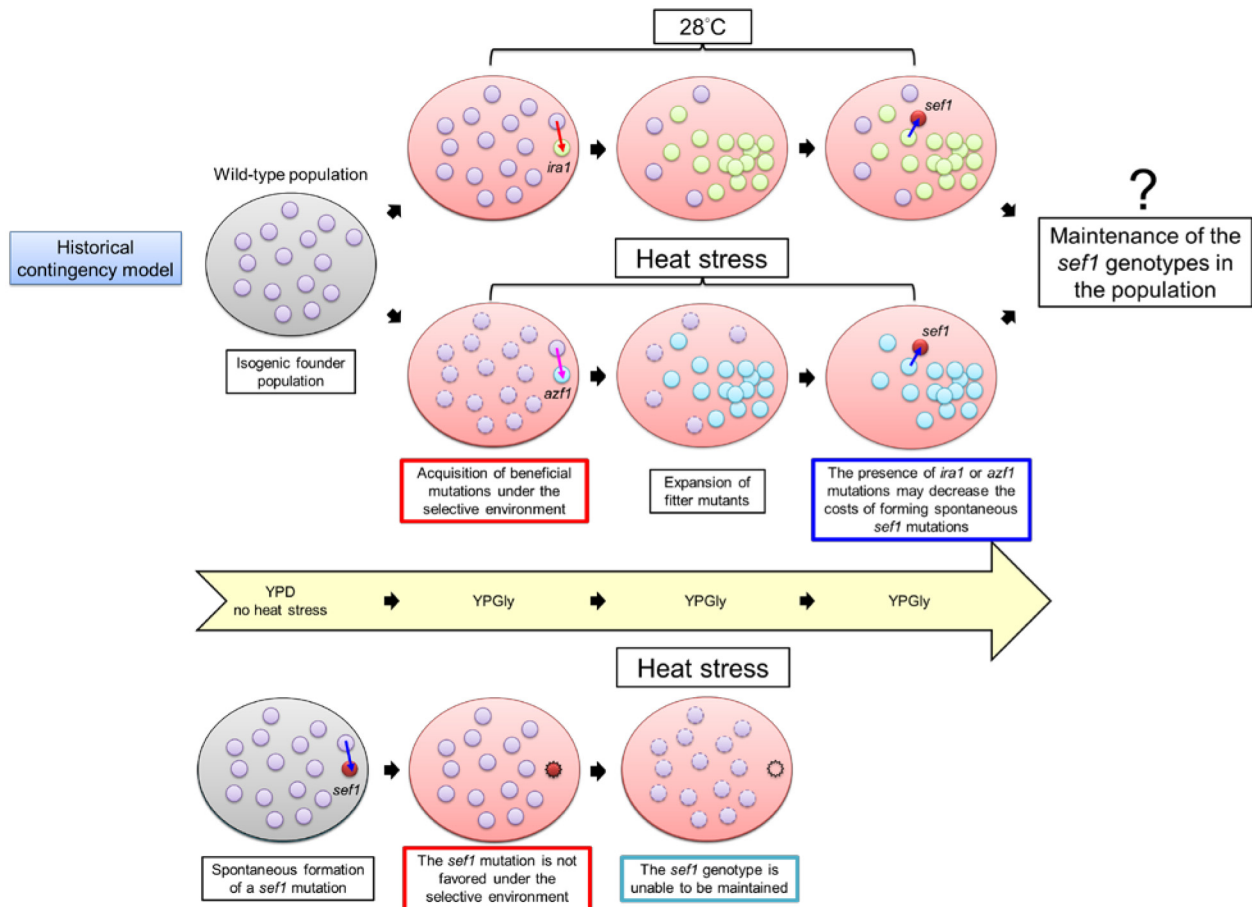 28°C
sef1
ira1
Wild-type population
Historical
contingency model
?
Maintenance of the
sef1 genotypes in
the population
Heat stress
sef1
azf1
Isogenic founder
population
Acquisition of beneficial
mutations under the
selective environment
Expansion of
fitter mutants
The presence of ira1 or azf1
mutations may decrease the
costs of forming spontaneous
sef1 mutations
YPD
no heat stress
YPGly
YPGly
YPGly
Heat stress
sef1
Spontaneous formation
of a sef1 mutation
The sef1 mutation is not
favored under the
selective environment
The sef1 genotype is
unable to be maintained